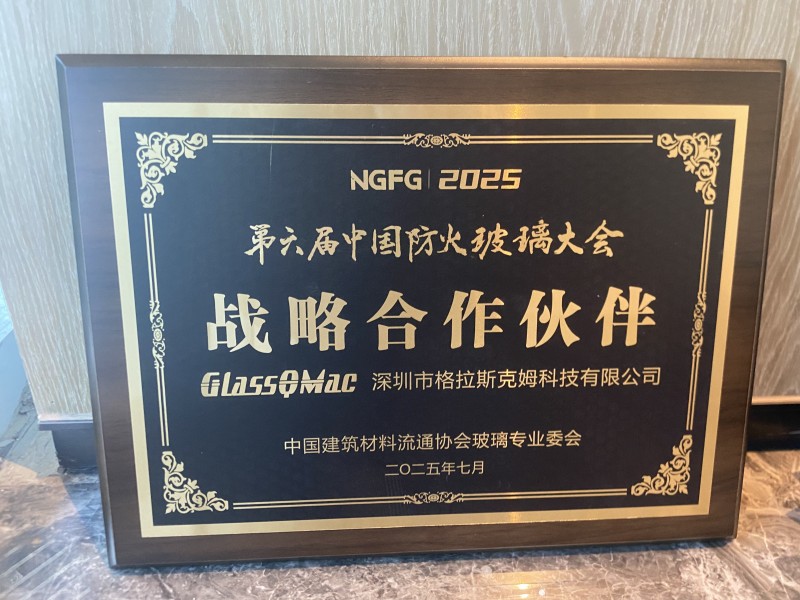 NGFG | 2025
第六届中国防火玻璃大会
战略合作伙伴
GLassQMac 深圳市格拉斯克姆科技有限公司
中国建筑材料流通协会玻璃专业委会
二〇二五年七月